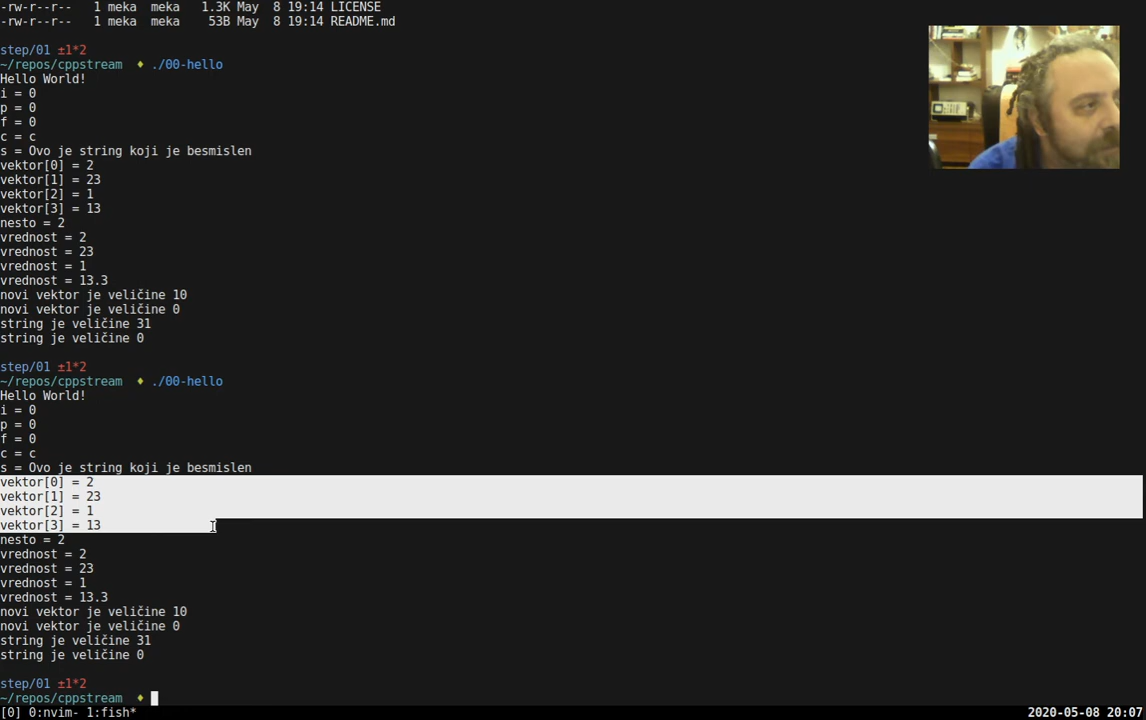 -rw-r--r--   1 meka  meka   1.3K May  8 19:14 LICENSE
-rw-r--r--   1 meka  meka    53B May  8 19:14 README.md
step/01 ±1*2
~/repos/cppstream  ♦ ./00-hello
Hello World!
i = 0
p = 0
f = 0
c = c
s = Ovo je string koji je besmislen
vektor[0] = 2
vektor[1] = 23
vektor[2] = 1
vektor[3] = 13
nesto = 2
vrednost = 2
vrednost = 23
vrednost = 1
vrednost = 13.3
novi vektor je veličine 10
novi vektor je veličine 0
string je veličine 31
string je veličine 0
step/01 ±1*2
~/repos/cppstream  ♦ ./00-hello
Hello World!
i = 0
p = 0
f = 0
c = c
s = Ovo je string koji je besmislen
vektor[0] = 2
vektor[1] = 23
vektor[2] = 1
vektor[3] = 13
nesto = 2
vrednost = 2
vrednost = 23
vrednost = 1
vrednost = 13.3
novi vektor je veličine 10
novi vektor je veličine 0
string je veličine 31
string je veličine 0
step/01 ±1*2
~/repos/cppstream  ♦
[0] 0:nvim- 1:fish* 2020-05-08 20:07